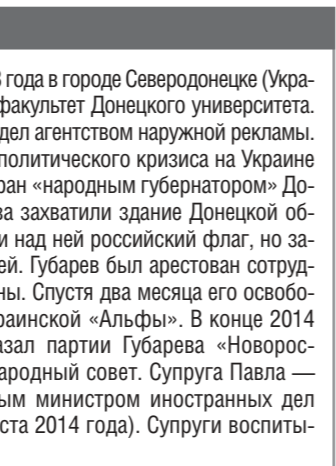 года в городе Северодонецке (Укра-
факультет Донецкого университета.
дел агентством наружной рекламы.
политического кризиса на Украине
ран «народным губернатором» До-
ва захватили здание Донецкой об-
и над ней российский флаг, но за-
ей. Губарев был арестован сотруд-
ны. Спустя два месяца его освобо-
раинской «Альфы». В конце 2014
азал партии Губарева «Новорос-
ародный совет. Супруга Павла —
ым министром иностранных дел
ста 2014 года). Супруги воспиты-